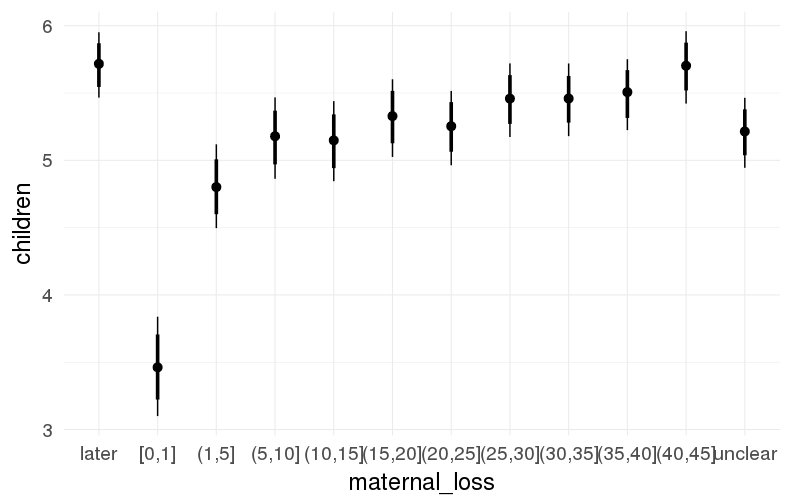 children
6
5
4
3
later [0,1] (1,5] (5,10] (10,15] (15,20] (20,25] (25,30] (30,35] (35,40] (40,45] unclear
maternal_loss